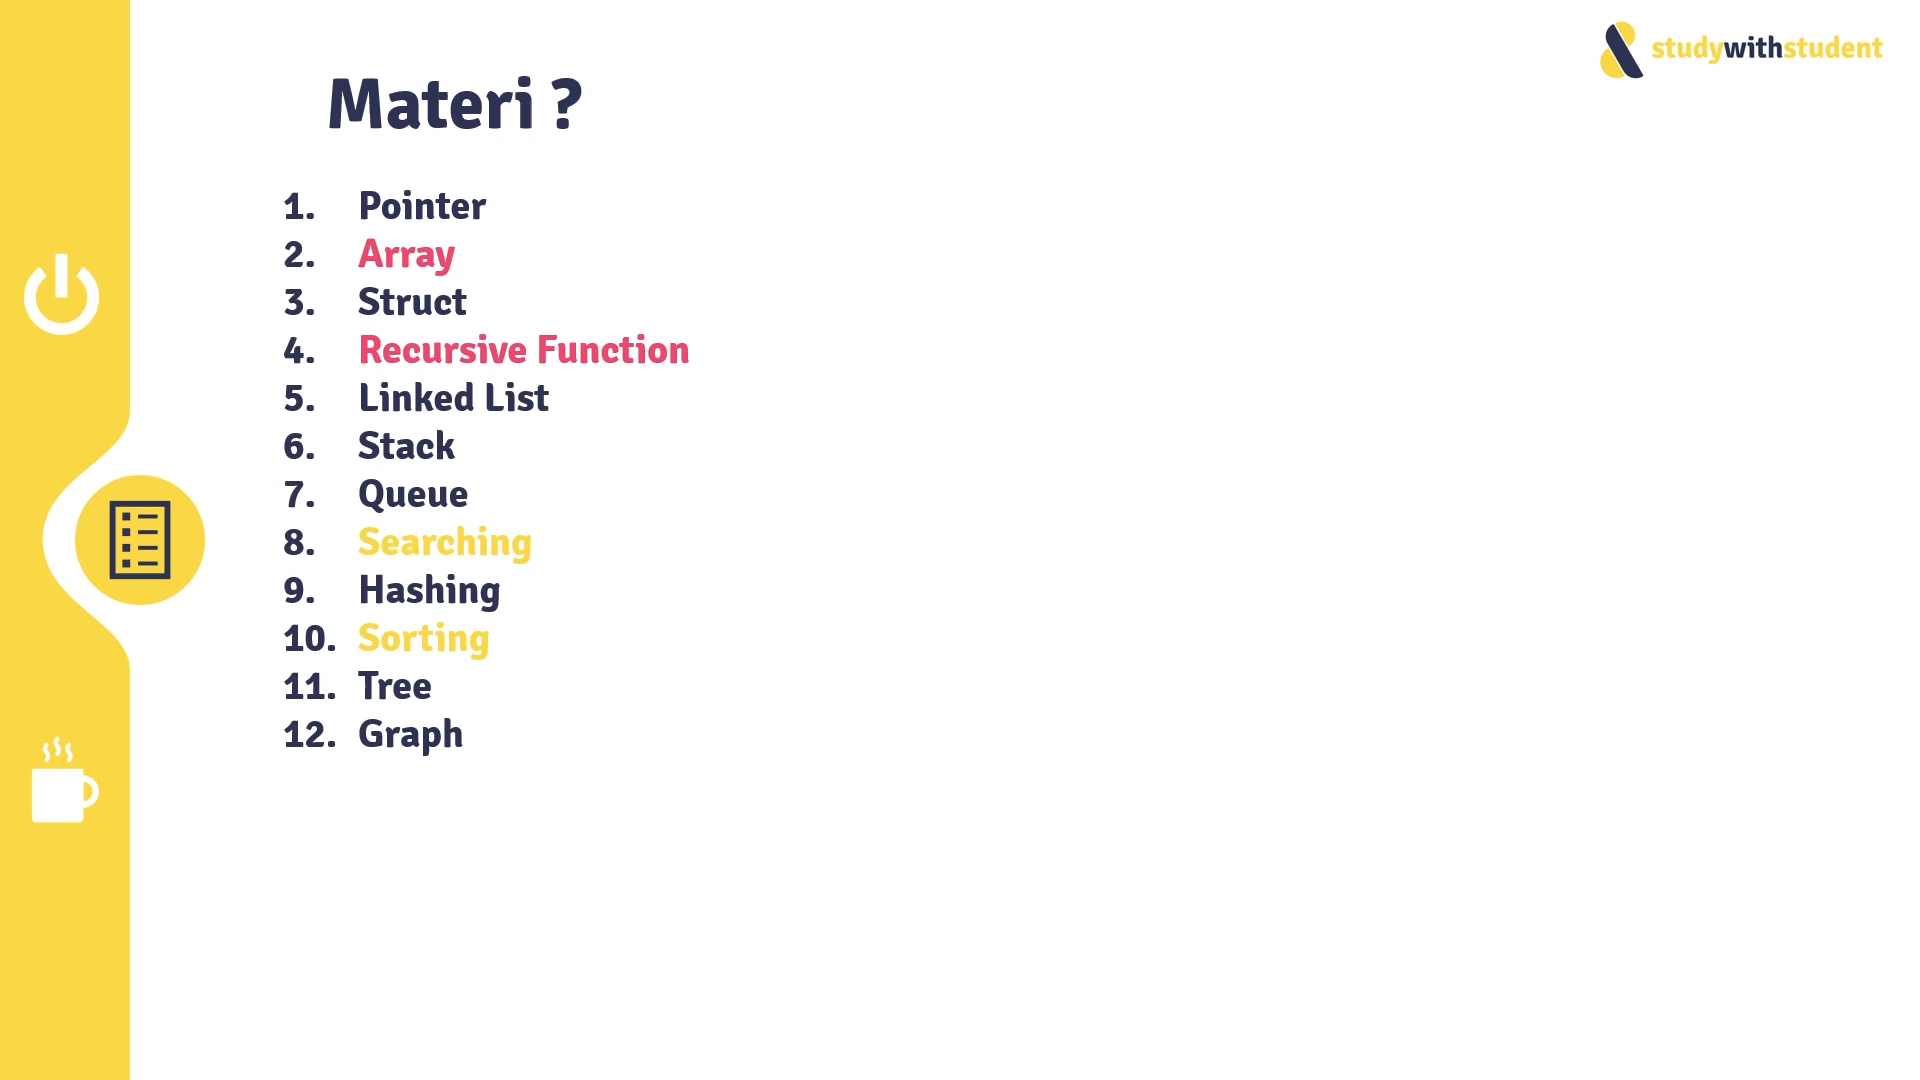 studywithstudent
Materi ?
1. Pointer
2. Array
3. Struct
4. Recursive Function
5. Linked List
6. Stack
7. Queue
8. Searching
9. Hashing
10. Sorting
11. Tree
12. Graph